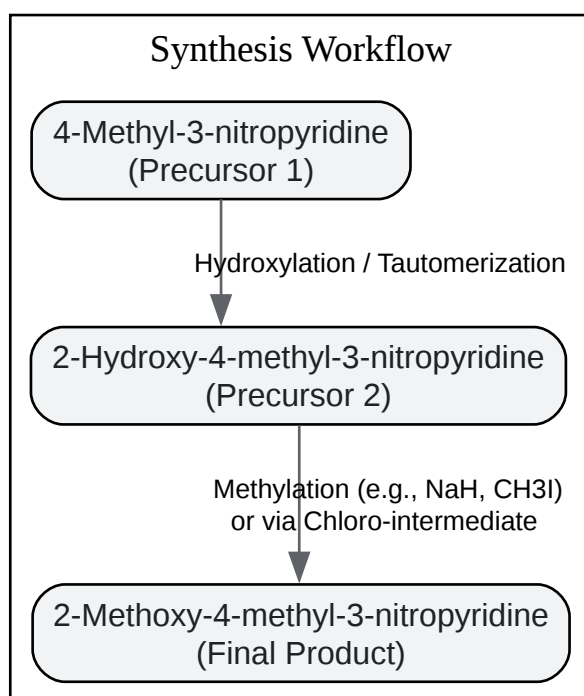 Synthesis Workflow
4-Methyl-3-nitropyridine
(Precursor 1)
Hydroxylation / Tautomerization
2-Hydroxy-4-methyl-3-nitropyridine
(Precursor 2)
Methylation (e.g., NaH, CH3I)
or via Chloro-intermediate
2-Methoxy-4-methyl-3-nitropyridine
(Final Product)